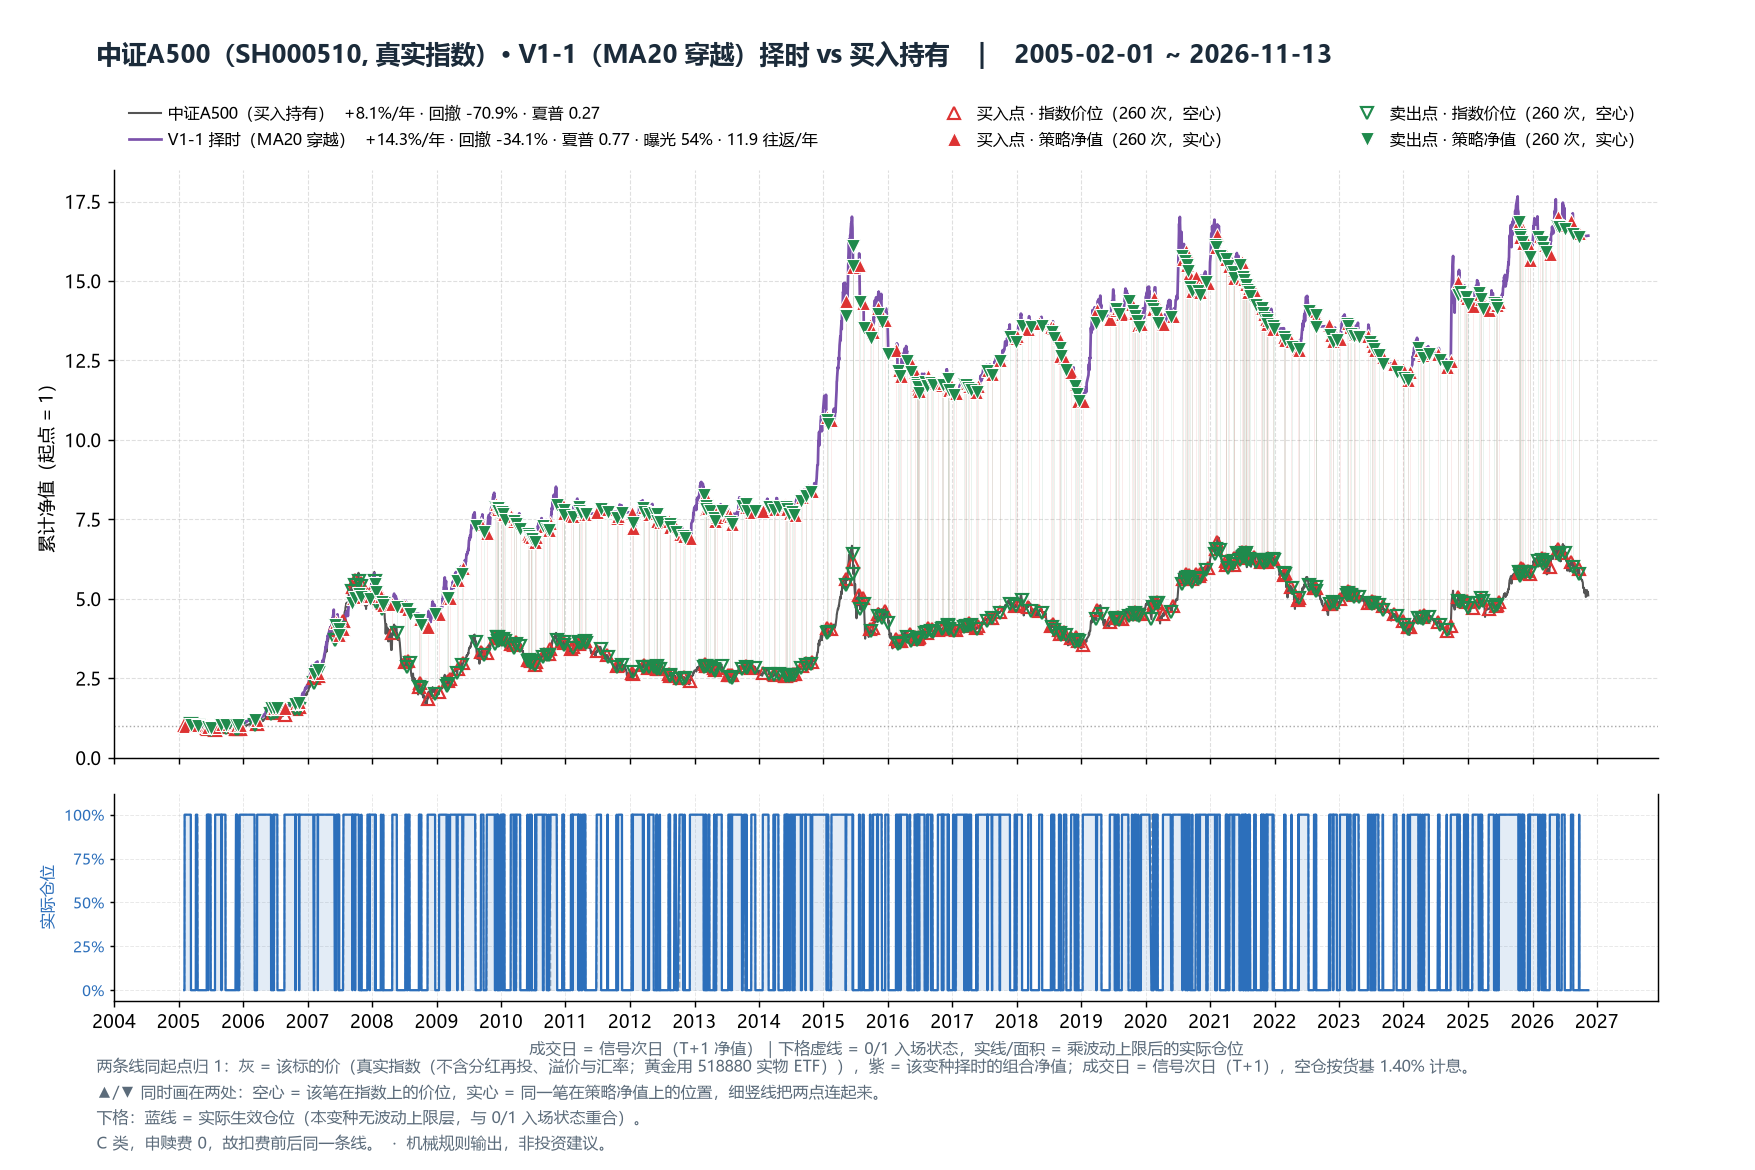 中证A500（SH000510, 真实指数）• V1-1（MA20 穿越）择时 vs 买入持有 | 2005-02-01 ~ 2026-11-13
中证A500（买入持有） +8.1%/年 · 回撤 -70.9% · 夏普 0.27
V1-1 择时（MA20 穿越） +14.3%/年 · 回撤 -34.1% · 夏普 0.77 · 曝光 54% · 11.9 往返/年
买入点 · 指数价位（260 次，空心）
买入点 · 策略净值（260 次，实心）
卖出点 · 指数价位（260 次，空心）
卖出点 · 策略净值（260 次，实心）
累计净值（起点 = 1）
17.5
15.0
12.5
10.0
7.5
5.0
2.5
0.0
实际仓位
100%
75%
50%
25%
0%
2004 2005 2006 2007 2008 2009 2010 2011 2012 2013 2014 2015 2016 2017 2018 2019 2020 2021 2022 2023 2024 2025 2026 2027
成交日 = 信号次日（T+1 净值） | 下格虚线 = 0/1 入场状态，实线/面积 = 乘波动上限后的实际仓位
两条线同起点归 1：灰 = 该标的价（真实指数（不含分红再投、溢价与汇率；黄金用 518880 实物 ETF）），紫 = 该变种择时的组合净值；成交日 = 信号次日（T+1），空仓按货基 1.40% 计息。
▲/▼ 同时画在两处：空心 = 该笔在指数上的价位，实心 = 同一笔在策略净值上的位置，细竖线把两点连起来。
下格：蓝线 = 实际生效仓位（本变种无波动上限层，与 0/1 入场状态重合）。
C 类，申赎费 0，故扣费前后同一条线。 · 机械规则输出，非投资建议。